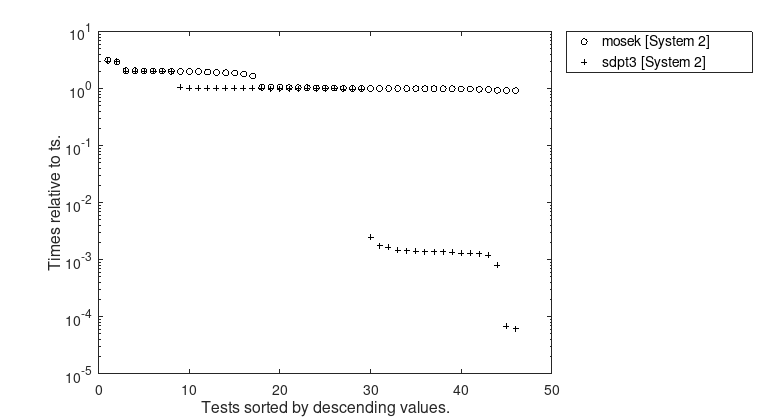 10^1
10^0
10^-1
10^-2
10^-3
10^-4
10^-5
Times relative to ts.
0 10 20 30 40 50
Tests sorted by descending values.
mosek [System 2]
sdpt3 [System 2]